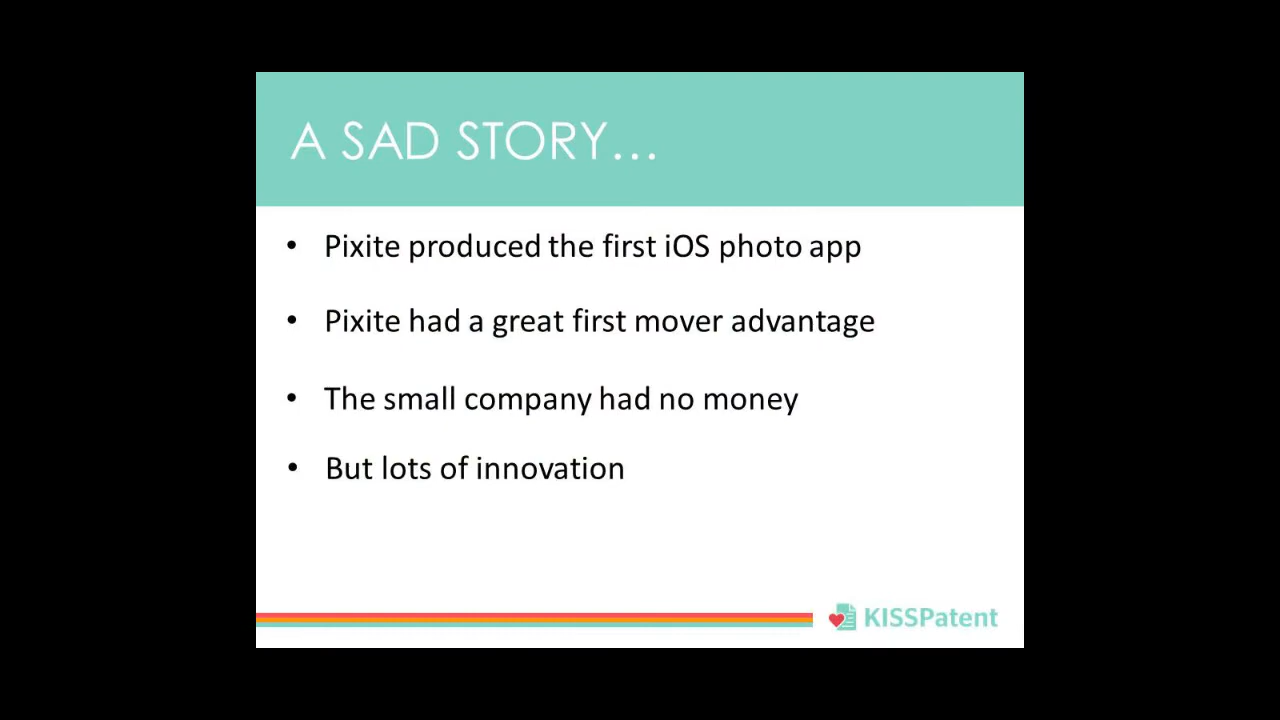 A SAD STORY...
• Pixite produced the first iOS photo app
• Pixite had a great first mover advantage
• The small company had no money
• But lots of innovation
KISSPatent